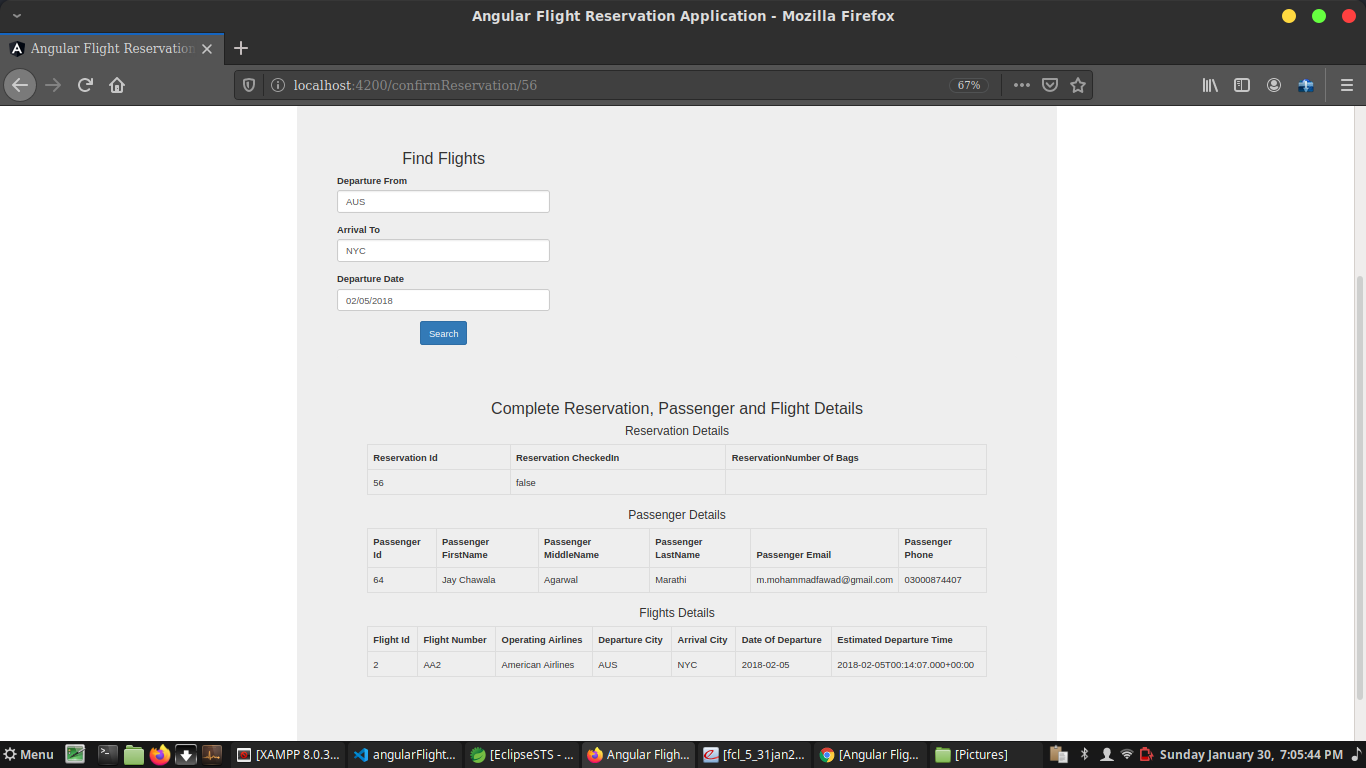 Angular Flight Reservation Application - Mozilla Firefox
Angular Flight Reservation
localhost:4200/confirmReservation/56
67%
Find Flights
Departure From
AUS
Arrival To
NYC
Departure Date
02/05/2018
Search
Complete Reservation, Passenger and Flight Details
Reservation Details
Reservation Id Reservation CheckedIn ReservationNumber Of Bags
56 false
Passenger Details
Passenger Id Passenger FirstName Passenger MiddleName Passenger LastName Passenger Email Passenger Phone
64 Jay Chawala Agarwal Marathi m.mohammadfawad@gmail.com 03000874407
Flights Details
Flight Id Flight Number Operating Airlines Departure City Arrival City Date Of Departure Estimated Departure Time
2 AA2 American Airlines AUS NYC 2018-02-05 2018-02-05T00:14:07.000+00:00
Menu [XAMPP 8.0.3... angularFlight... [EclipseSTS - ... Angular Fligh... [fcl_5_31jan2... [Angular Flig... [Pictures] Sunday January 30, 7:05:44 PM